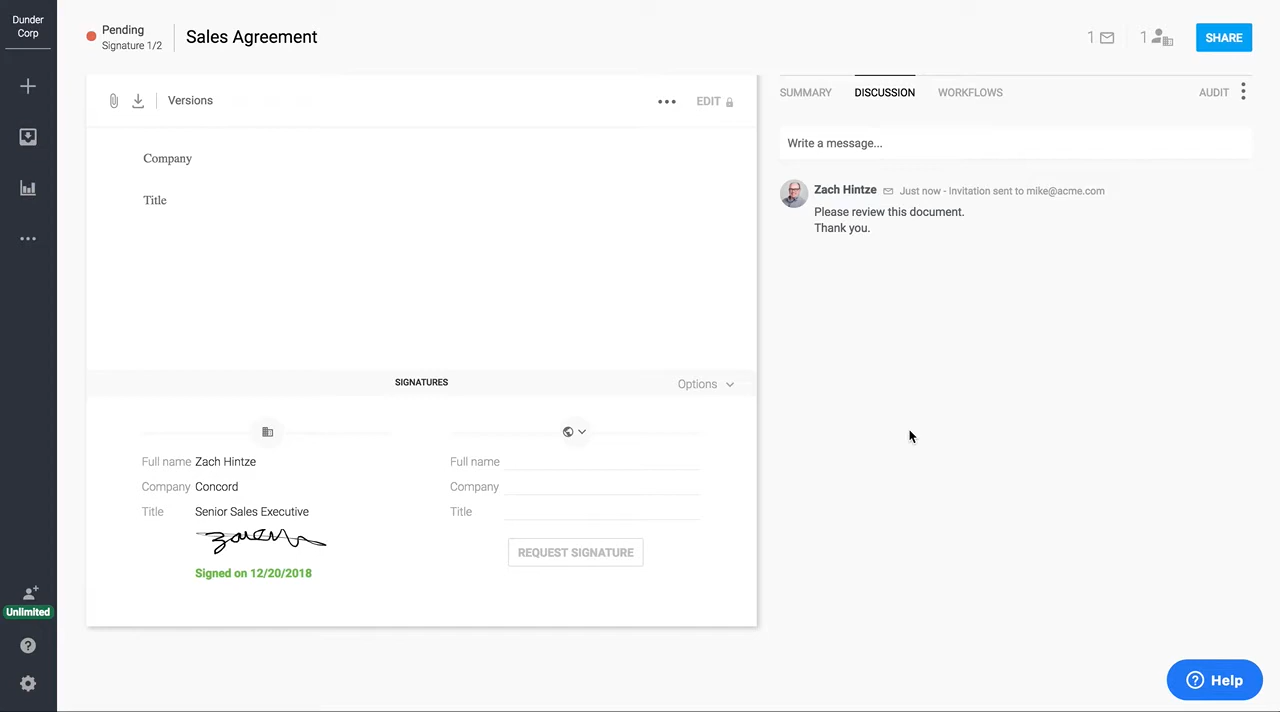 Dunder
Corp
Pending
Signature 1/2
Sales Agreement
1
1
SHARE
Versions
EDIT
SUMMARY
DISCUSSION
WORKFLOWS
AUDIT
Company
Title
Write a message...
Zach Hintze
Just now - Invitation sent to mike@acme.com
Please review this document.
Thank you.
SIGNATURES
Options
Full name Zach Hintze
Company Concord
Title Senior Sales Executive
Signed on 12/20/2018
Full name
Company
Title
REQUEST SIGNATURE
Unlimited
Help